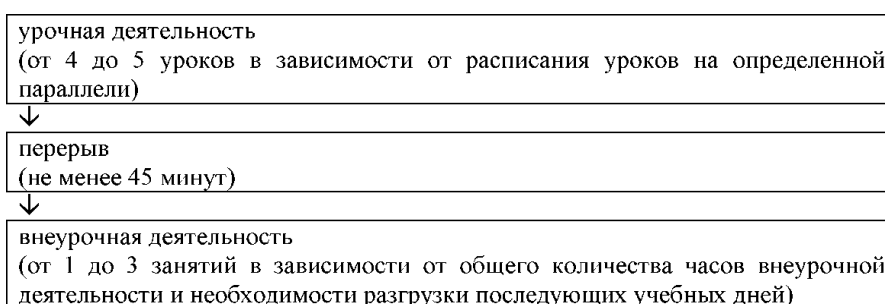 урочная деятельность
(от 4 до 5 уроков в зависимости от расписания уроков на определенной
параллели)
↓
перерыв
(не менее 45 минут)
↓
внеурочная деятельность
(от 1 до 3 занятий в зависимости от общего количества часов внеурочной
деятельности и необходимости разгрузки последующих учебных дней)